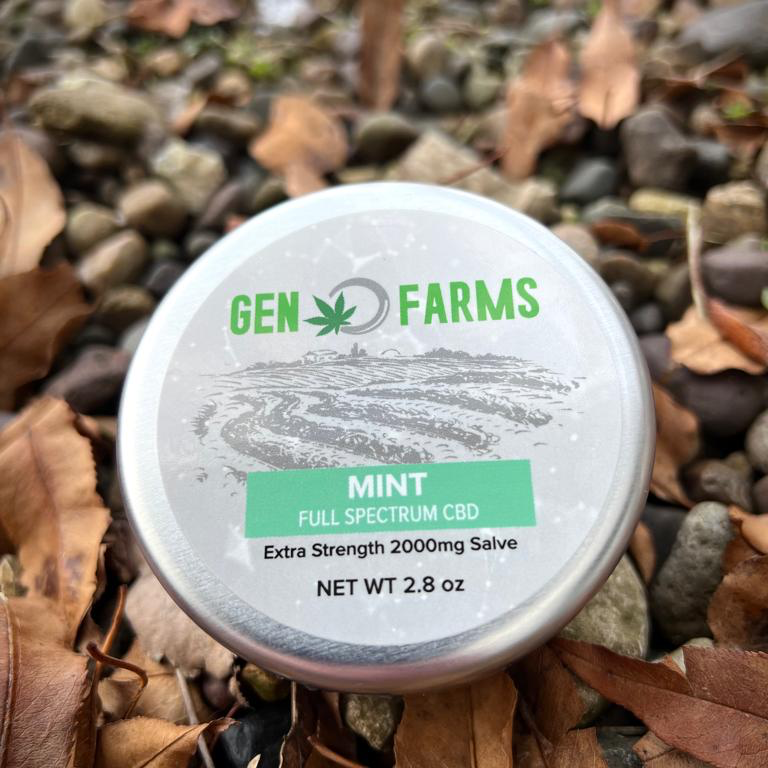 GEN FARMS
MINT
FULL SPECTRUM CBD
Extra Strength 2000mg Salve
NET WT 2.8 oz